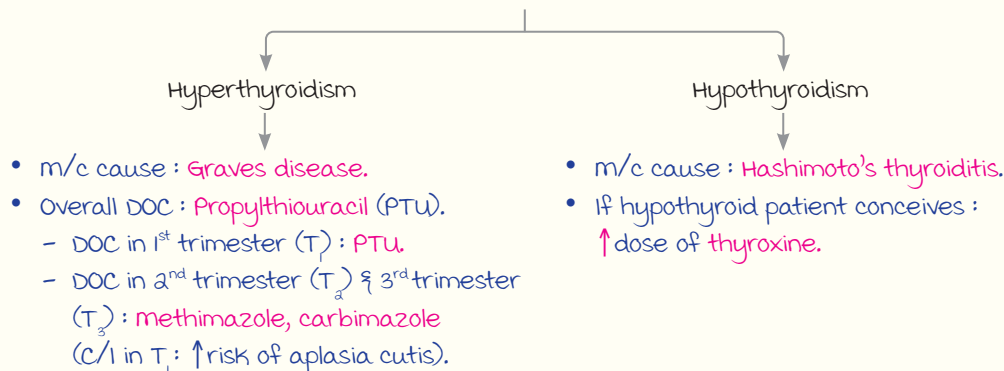 Hyperthyroidism
• m/c cause : Graves disease.
• Overall DOC : Propylthiouracil (PTU).
– DOC in 1st trimester (T₁) : PTU.
– DOC in 2nd trimester (T₂) & 3rd trimester
(T₃) : methimazole, carbimazole
(C/I in T₁ : ↑ risk of aplasia cutis).
Hypothyroidism
• m/c cause : Hashimoto's thyroiditis.
• If hypothyroid patient conceives :
↑ dose of thyroxine.